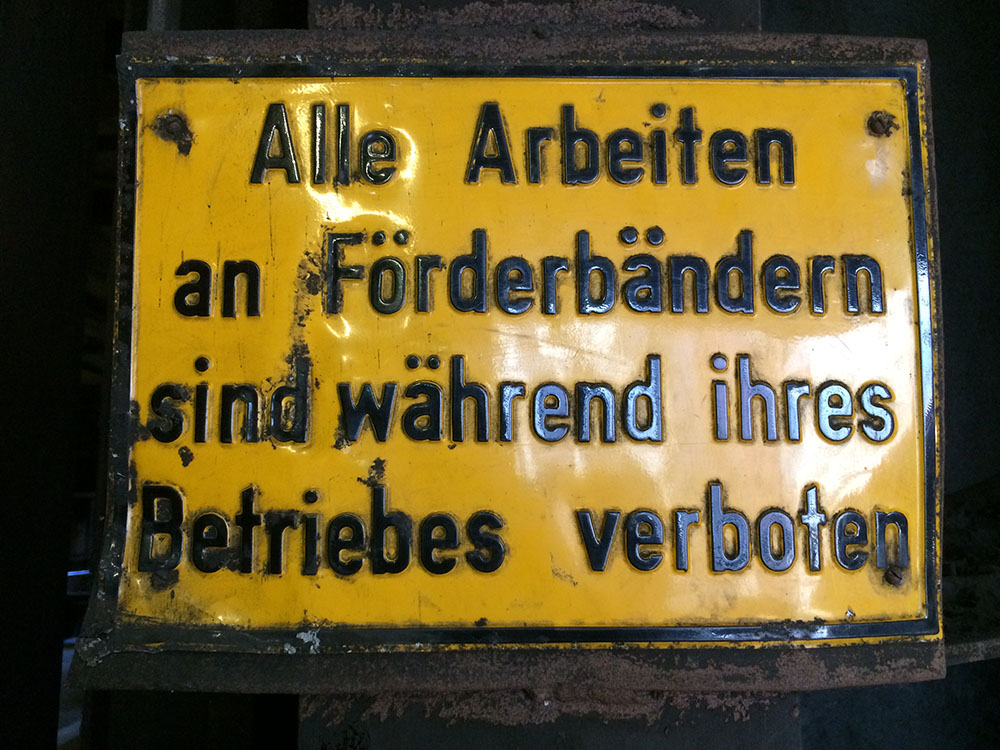 Alle Arbeiten
an Förderbändern
sind während ihres
Betriebes verboten